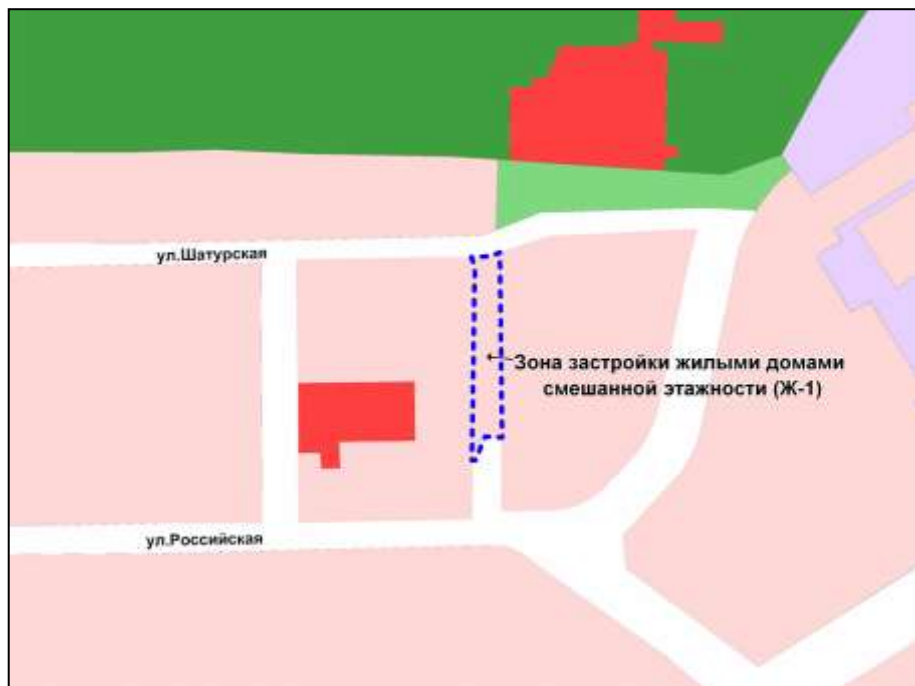 ул.Шатурская
Зона застройки жилыми домами
смешанной этажности (Ж-1)
ул.Российская